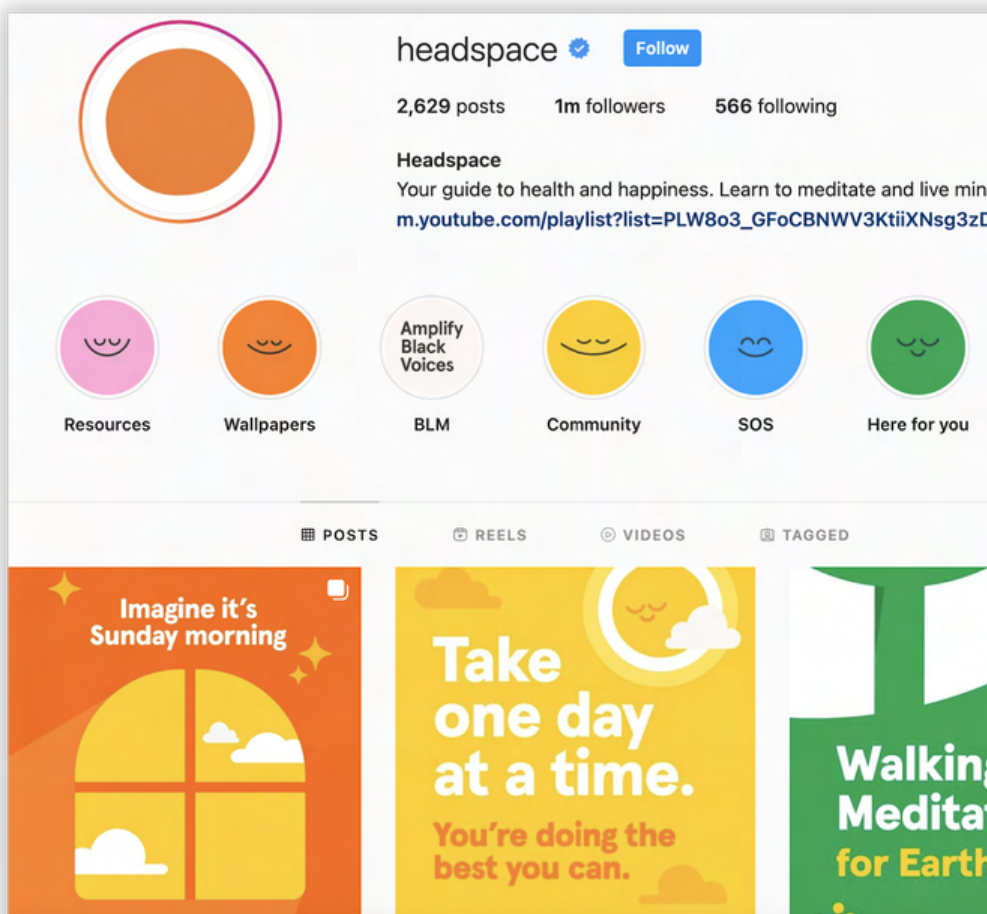 headspace
Follow
2,629 posts 1m followers 566 following
Headspace
Your guide to health and happiness. Learn to meditate and live min
m.youtube.com/playlist?list=PLW8o3_GFoCBNWV3KtiiXNsg3zD
Amplify
Black
Voices
Resources Wallpapers BLM Community SOS Here for you
POSTS REELS VIDEOS TAGGED
Imagine it's
Sunday morning
Take
one day
at a time.
You're doing the
best you can.
Walking
Medita
for Earth